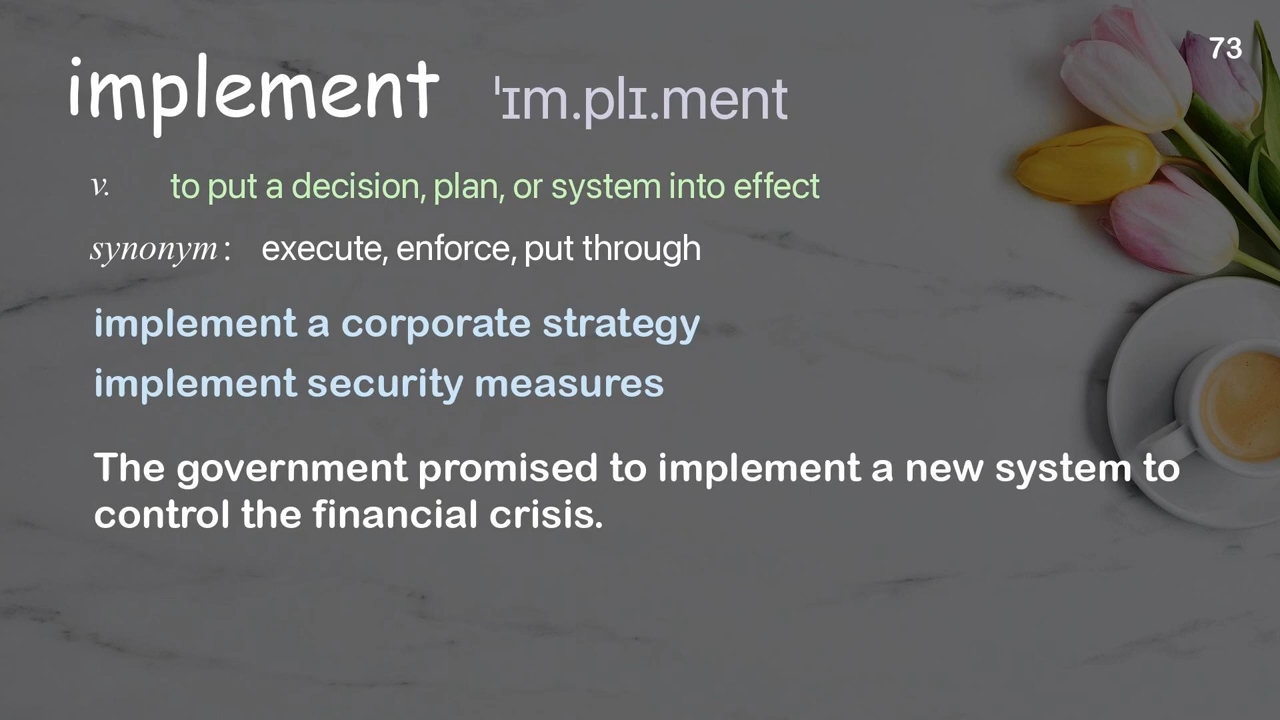 73
implement ˈɪm.plɪ.ment
v. to put a decision, plan, or system into effect
synonym: execute, enforce, put through
implement a corporate strategy
implement security measures
The government promised to implement a new system to
control the financial crisis.